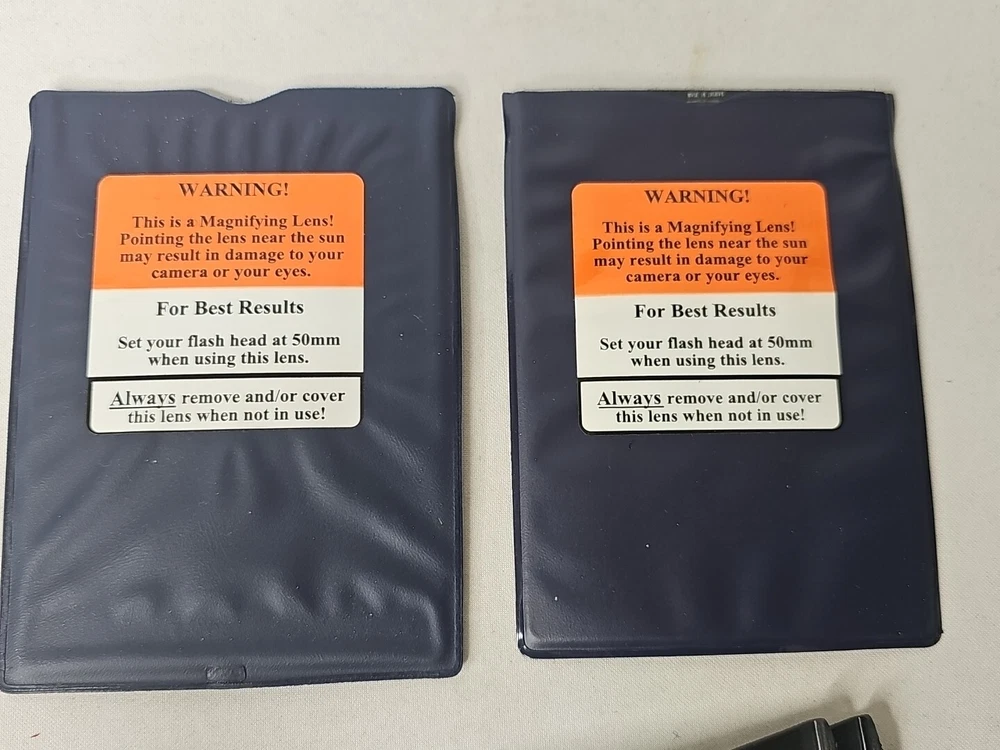 WARNING!
This is a Magnifying Lens!
Pointing the lens near the sun
may result in damage to your
camera or your eyes.
For Best Results
Set your flash head at 50mm
when using this lens.
Always remove and/or cover
this lens when not in use!
WARNING!
This is a Magnifying Lens!
Pointing the lens near the sun
may result in damage to your
camera or your eyes.
For Best Results
Set your flash head at 50mm
when using this lens.
Always remove and/or cover
this lens when not in use!